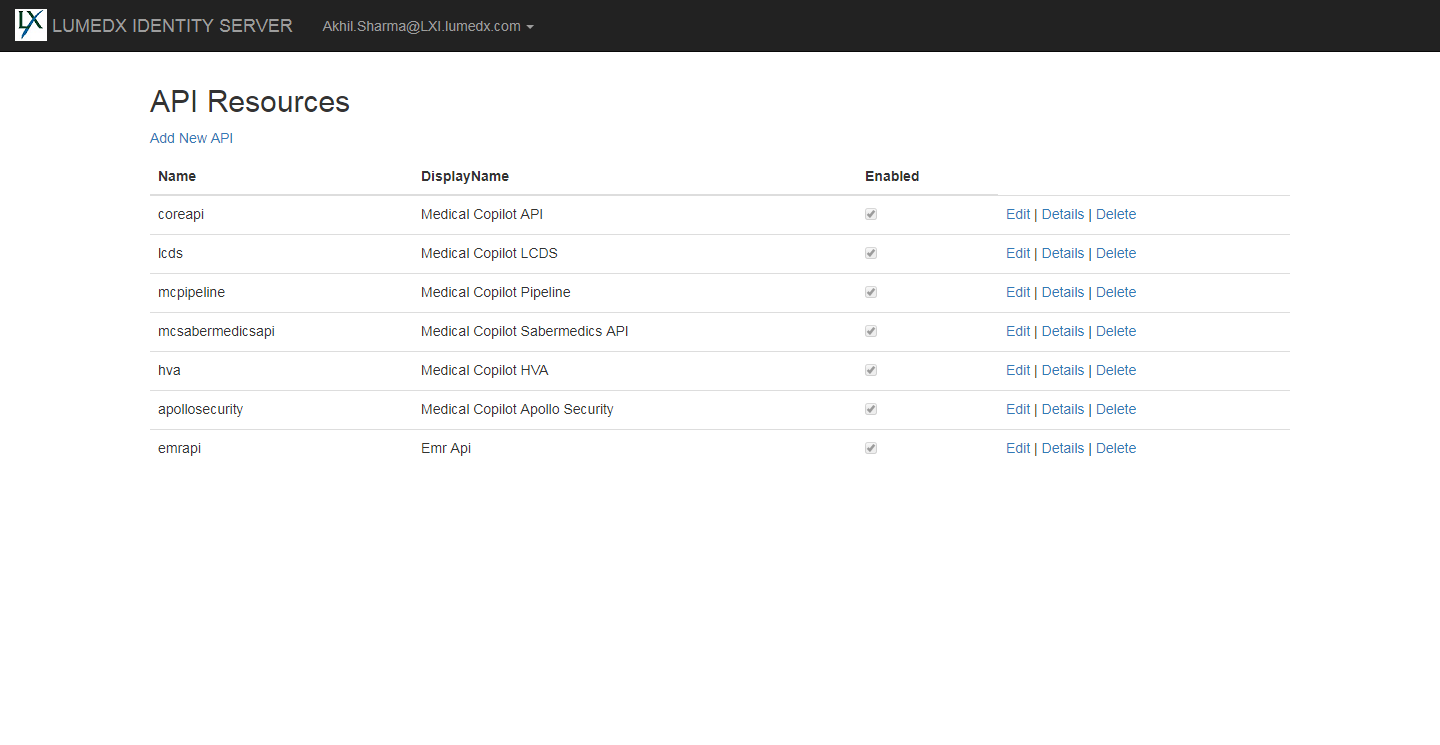 LX LUMEDX IDENTITY SERVER Akhil.Sharma@LXI.lumedx.com
API Resources
Add New API
Name DisplayName Enabled
coreapi Medical Copilot API Edit | Details | Delete
lcds Medical Copilot LCDS Edit | Details | Delete
mcpipeline Medical Copilot Pipeline Edit | Details | Delete
mcsabermedicsapi Medical Copilot Sabermedics API Edit | Details | Delete
hva Medical Copilot HVA Edit | Details | Delete
apollosecurity Medical Copilot Apollo Security Edit | Details | Delete
emrapi Emr Api Edit | Details | Delete